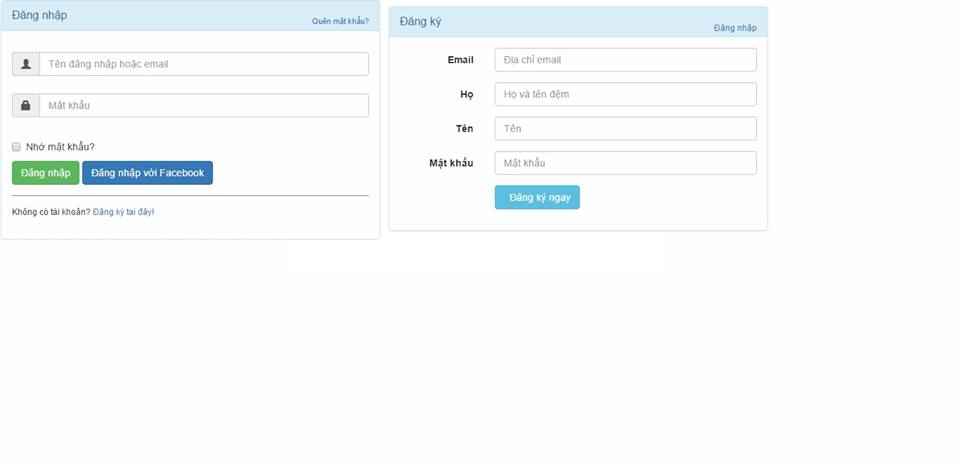 Đăng nhập
Quên mật khẩu?
Tên đăng nhập hoặc email
Mật khẩu
Nhớ mật khẩu?
Đăng nhập
Đăng nhập với Facebook
Không có tài khoản? Đăng ký tại đây!
Đăng ký
Đăng nhập
Email
Địa chỉ email
Họ
Họ và tên đệm
Tên
Tên
Mật khẩu
Mật khẩu
Đăng ký ngay